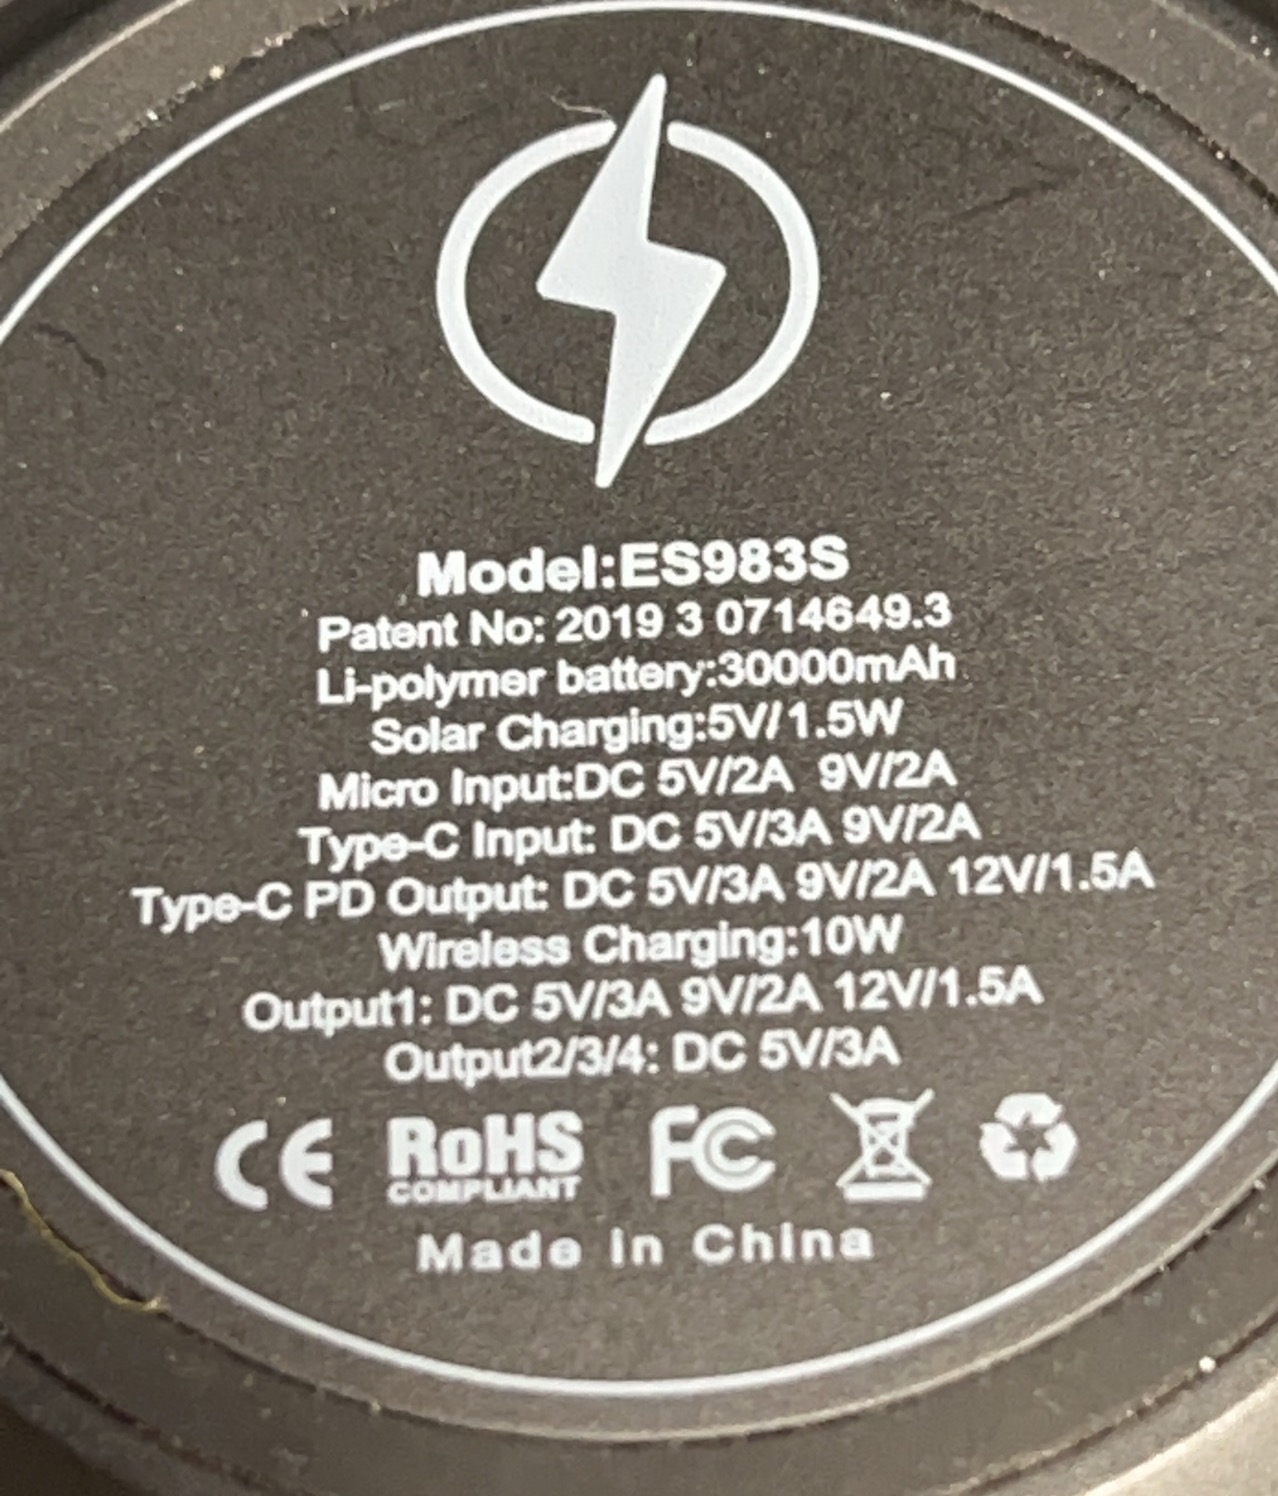 Model:ES983S
Patent No: 2019 3 0714649.3
Li-polymer battery:30000mAh
Solar Charging:5V/1.5W
Micro Input:DC 5V/2A 9V/2A
Type-C Input: DC 5V/3A 9V/2A
Type-C PD Output: DC 5V/3A 9V/2A 12V/1.5A
Wireless Charging:10W
Output1: DC 5V/3A 9V/2A 12V/1.5A
Output2/3/4: DC 5V/3A
CE RoHS FC
COMPLIANT
Made in China